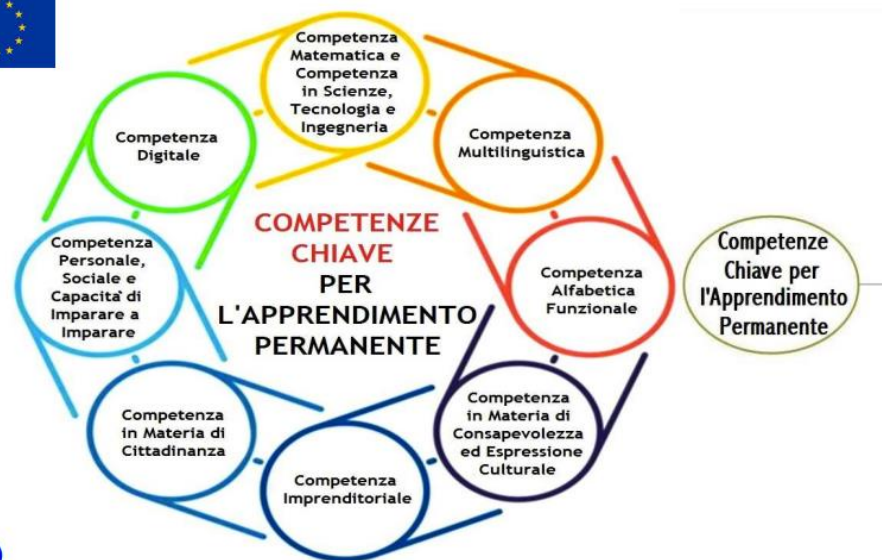 Competenza
Matematica e
Competenza
in Scienze,
Tecnologia e
Ingegneria
Competenza
Multilinguistica
Competenza
Digitale
COMPETENZE
CHIAVE
PER
L'APPRENDIMENTO
PERMANENTE
Competenza
Personale,
Sociale e
Capacità di
Imparare a
Imparare
Competenza
Alfabetica
Funzionale
Competenze
Chiave per
l'Apprendimento
Permanente
Competenza
in Materia di
Cittadinanza
Competenza
in Materia di
Consapevolezza
ed Espressione
Culturale
Competenza
Imprenditoriale